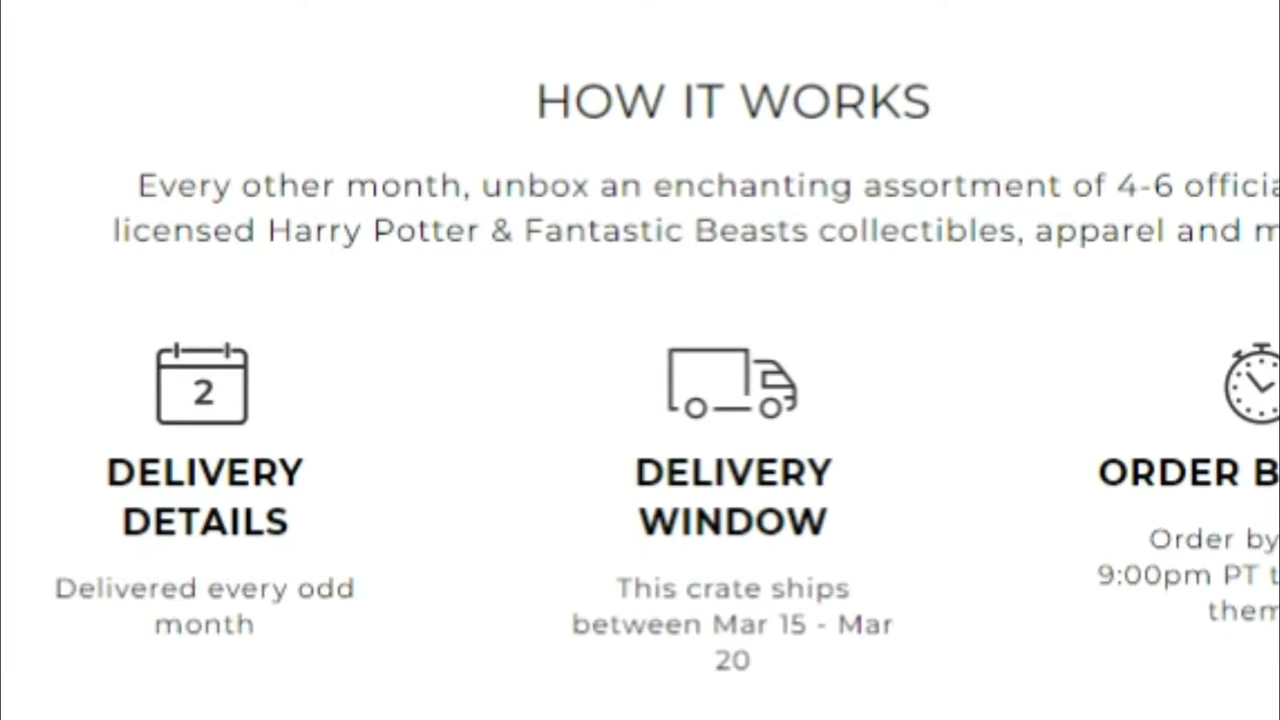 HOW IT WORKS
Every other month, unbox an enchanting assortment of 4-6
licensed Harry Potter & Fantastic Beasts collectibles, apparel and
2
DELIVERY
DETAILS
Delivered every odd
month
DELIVERY
WINDOW
This crate ships
between Mar 15 - Mar
20
ORDER
Order by
9:00pm PT